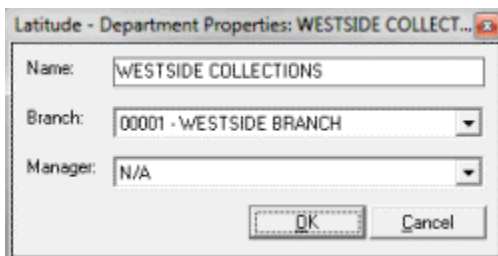 Latitude - Department Properties: WESTSIDE COLLECT...
Name: WESTSIDE COLLECTIONS
Branch: 00001 - WESTSIDE BRANCH
Manager: N/A
OK Cancel